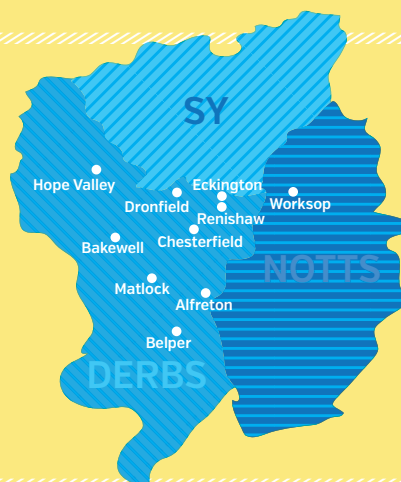 SY
Hope Valley
Eckington
Dronfield
Worksop
Renishaw
Chesterfield
Bakewell
NOTTS
Matlock
Alfreton
Belper
DERBS